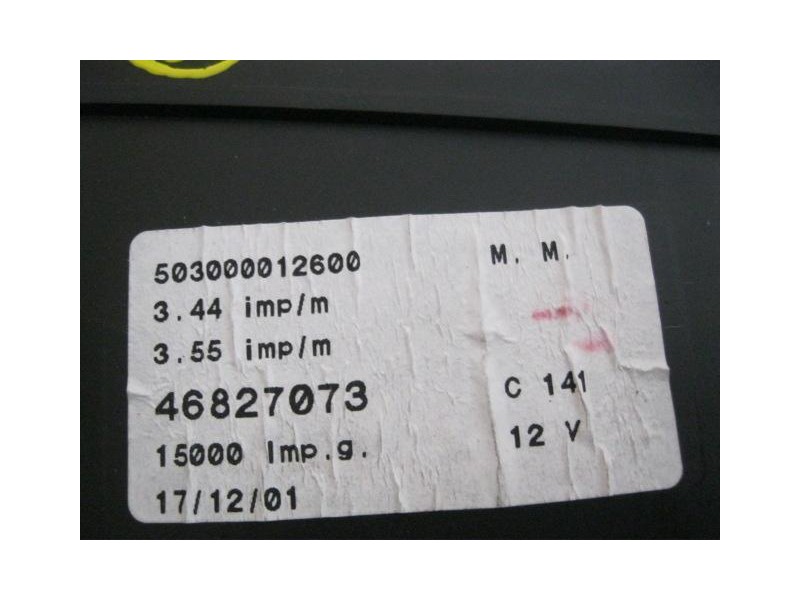 503000012600 M. M.
3.44 imp/m
3.55 imp/m
46827073 C 141
15000 Imp.g. 12 V
17/12/01